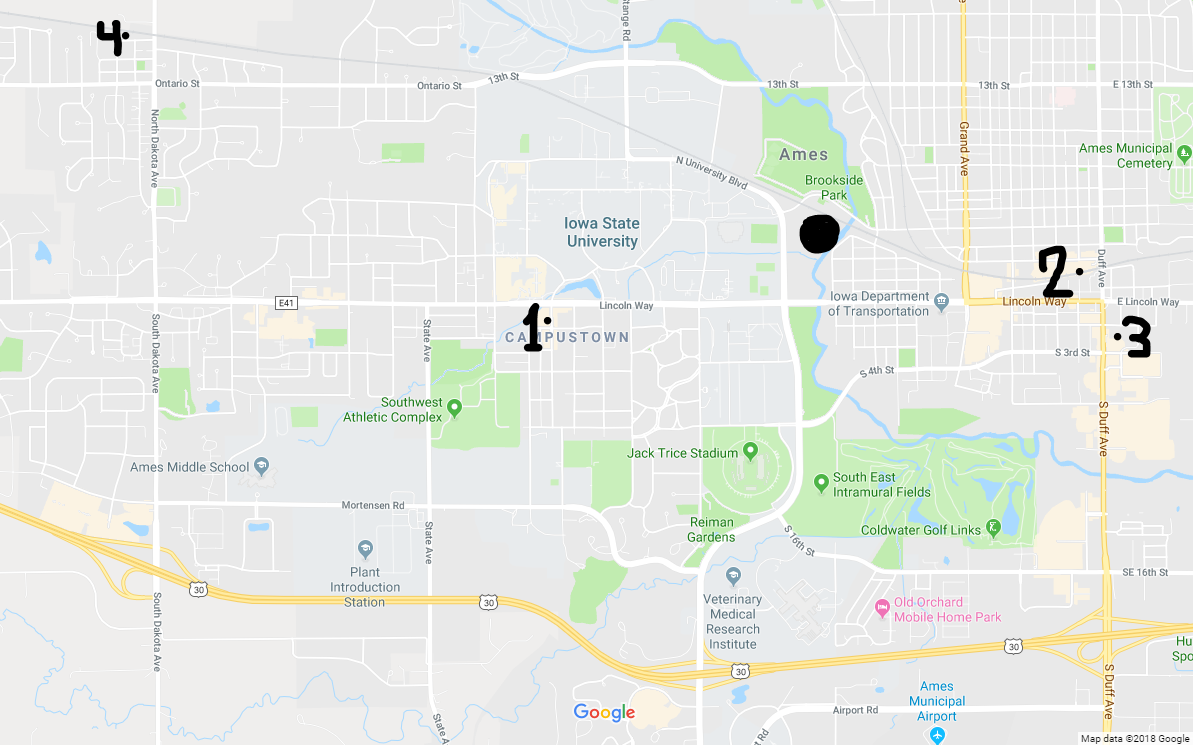 4
Stange Rd
Ontario St
Ontario St
13th St
13th St
13th St
E 13th St
North Dakota Ave
Grand Ave
Ames Municipal
Cemetery
Ames
N University Blvd
Brookside
Park
Iowa State
University
Duff Ave
2
E41
Lincoln Way
Iowa Department
of Transportation
Lincoln Way
E Lincoln Way
South Dakota Ave
State Ave
1
CAMPUSTOWN
3
S 3rd St
S 4th St
Southwest
Athletic Complex
S Duff Ave
Ames Middle School
Jack Trice Stadium
South East
Intramural Fields
Mortensen Rd
Reiman
Gardens
Coldwater Golf Links
State Ave
S 16th St
Plant
Introduction
Station
30
30
SE 16th St
South Dakota Ave
Veterinary
Medical
Research
Institute
Old Orchard
Mobile Home Park
30
30
Hu
Spo
S Duff Ave
Ames
Municipal
Airport
Google
Airport Rd
State A
t Rd
Map data ©2018 Google